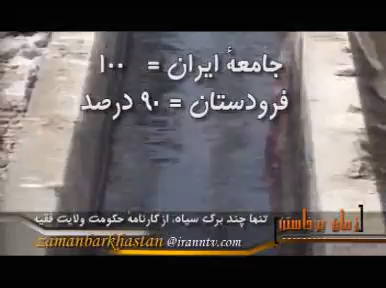 جامعهٔ ایران = ۱۰۰
فرودستان = ۹۰ درصد
زمان برخاستن
تنها چند برگ سیاه، از کارنامهٔ حکومت ولایت فقیه
zamanbarkhastan@iranntv.com